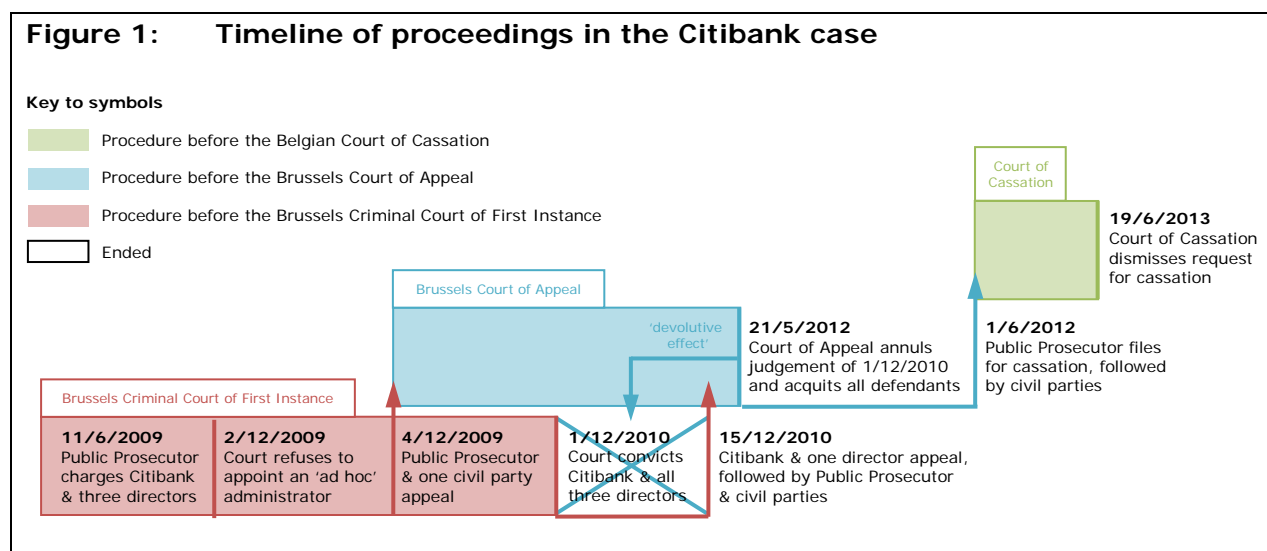 Figure 1: Timeline of proceedings in the Citibank case
Key to symbols
Procedure before the Belgian Court of Cassation
Procedure before the Brussels Court of Appeal
Procedure before the Brussels Criminal Court of First Instance
Ended
Court of
Cassation
19/6/2013
Court of Cassation
dismisses request
for cassation
Brussels Court of Appeal
'devolutive
effect'
21/5/2012
Court of Appeal annuls
judgement of 1/12/2010
and acquits all defendants
1/6/2012
Public Prosecutor files
for cassation, followed
by civil parties
Brussels Criminal Court of First Instance
11/6/2009
Public Prosecutor
charges Citibank
& three directors
2/12/2009
Court refuses to
appoint an 'ad hoc'
administrator
4/12/2009
Public Prosecutor
& one civil party
appeal
1/12/2010
Court convicts
Citibank & all
three directors
15/12/2010
Citibank & one director appeal,
followed by Public Prosecutor
& civil parties